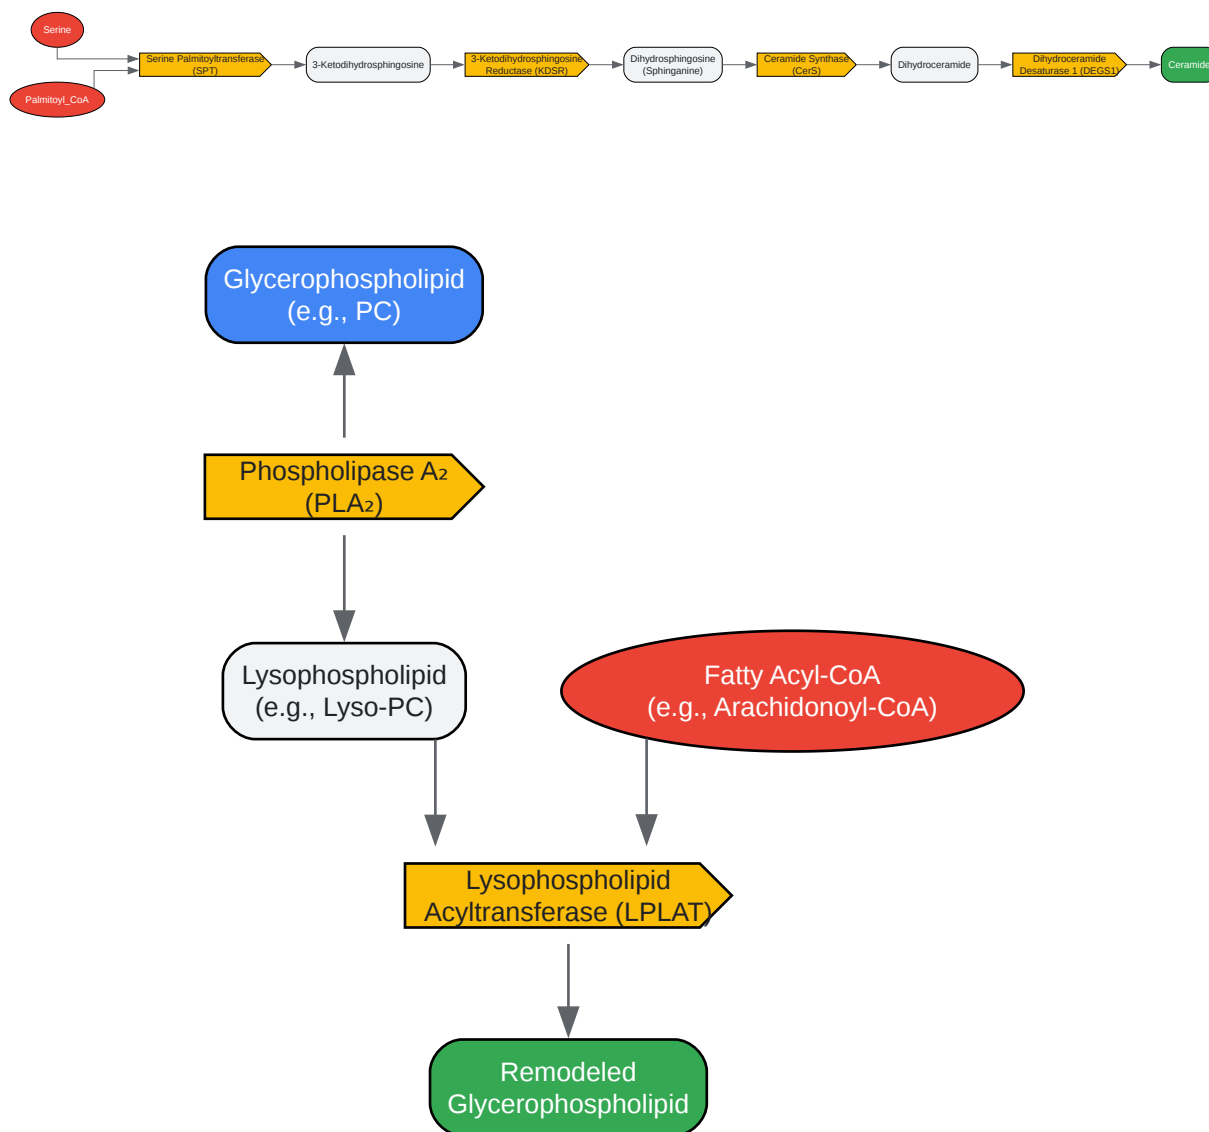 Serine
Palmitoyl_CoA
Serine Palmitoyltransferase
(SPT)
3-Ketodihydrosphingosine
3-Ketodihydrosphingosine
Reductase (KDSR)
Dihydrosphingosine
(Sphinganine)
Ceramide Synthase
(CerS)
Dihydroceramide
Dihydroceramide
Desaturase 1 (DEGS1)
Ceramide
Glycerophospholipid
(e.g., PC)
Phospholipase A₂
(PLA₂)
Lysophospholipid
(e.g., Lyso-PC)
Fatty Acyl-CoA
(e.g., Arachidonoyl-CoA)
Lysophospholipid
Acyltransferase (LPLAT)
Remodeled
Glycerophospholipid